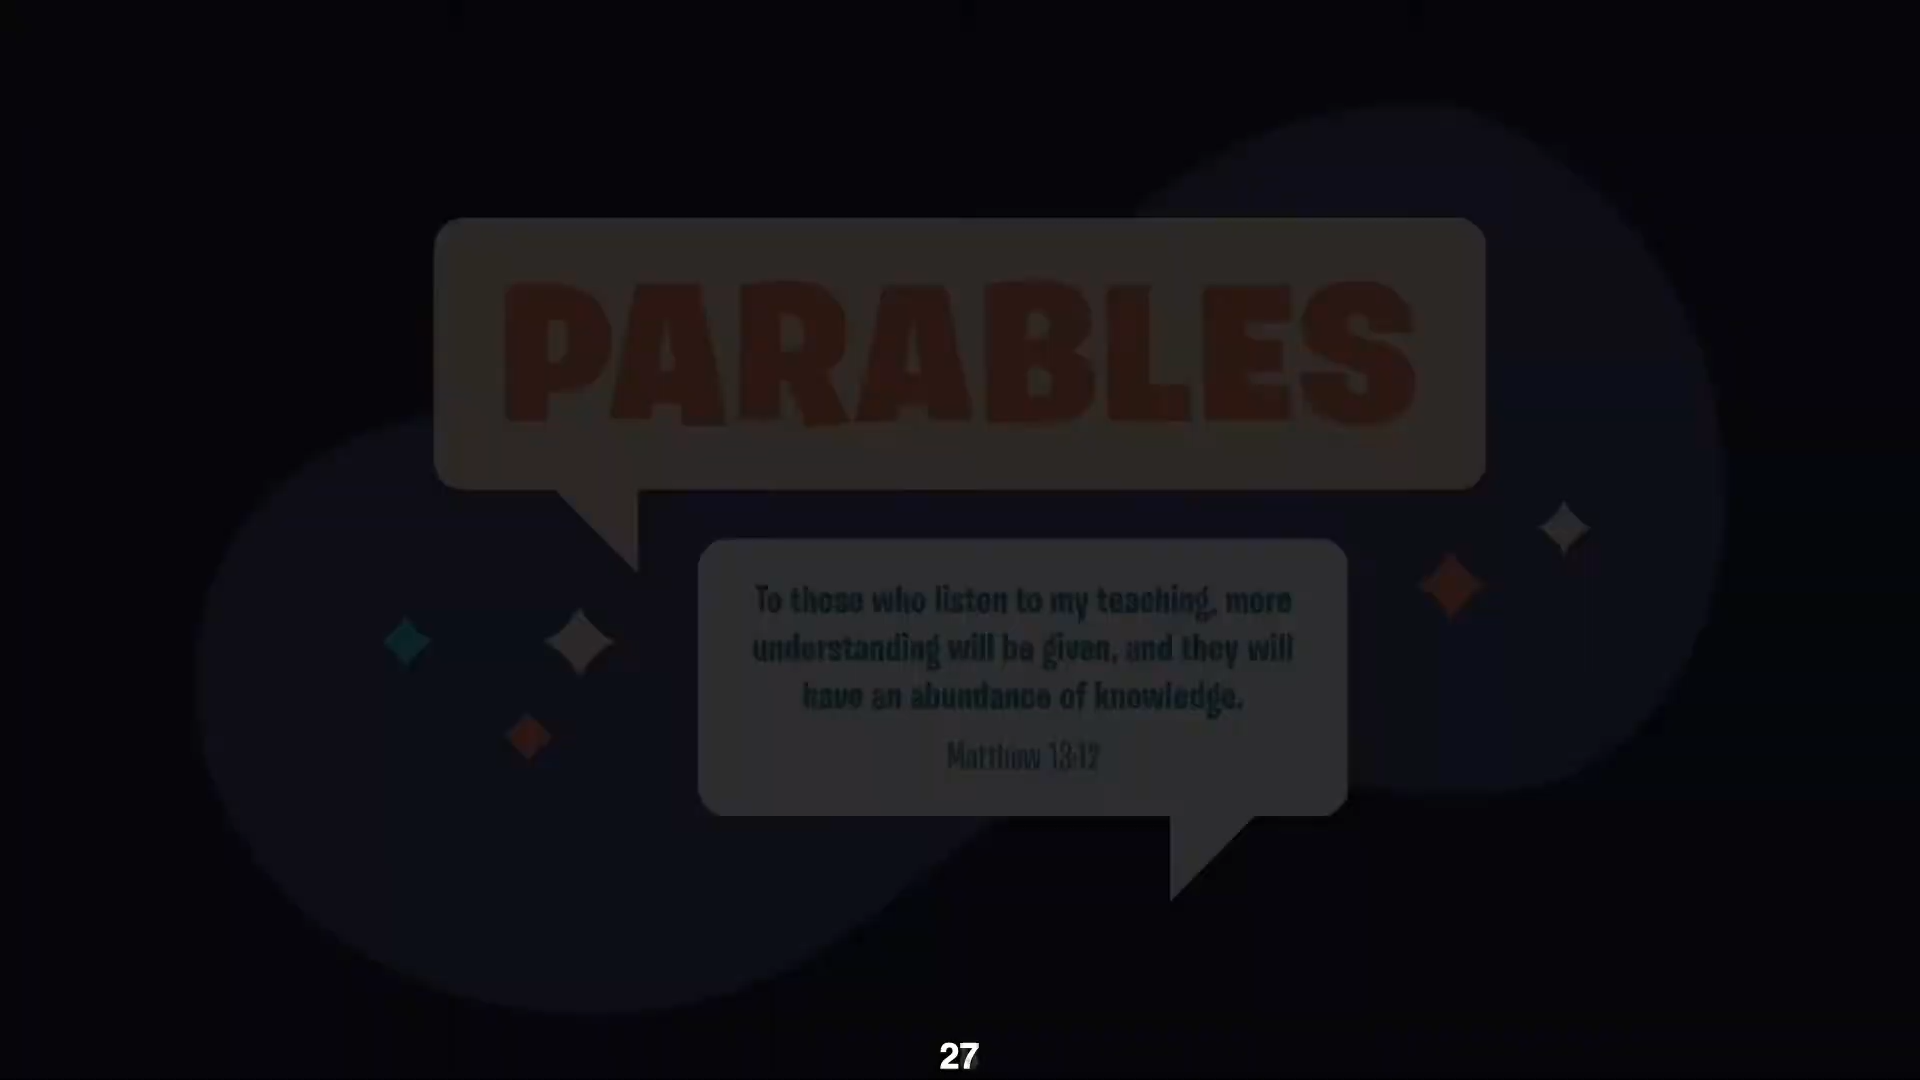 PARABLES
To those who listen to my teaching, more
understanding will be given, and they will
have an abundance of knowledge.
Matthew 13:12
27